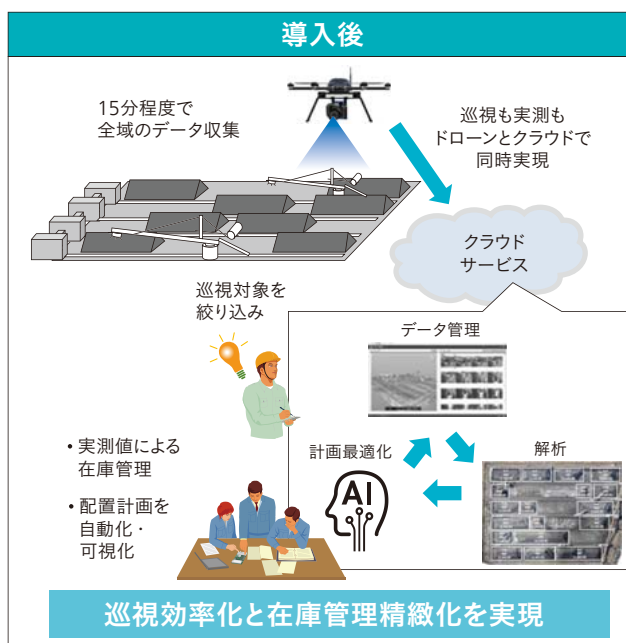 導入後
15分程度で
全域のデータ収集
巡視も実測も
ドローンとクラウドで
同時実現
クラウド
サービス
巡視対象を
絞り込み
データ管理
計画最適化
解析
AI
• 実測値による
在庫管理
• 配置計画を
自動化・
可視化
巡視効率化と在庫管理精緻化を実現